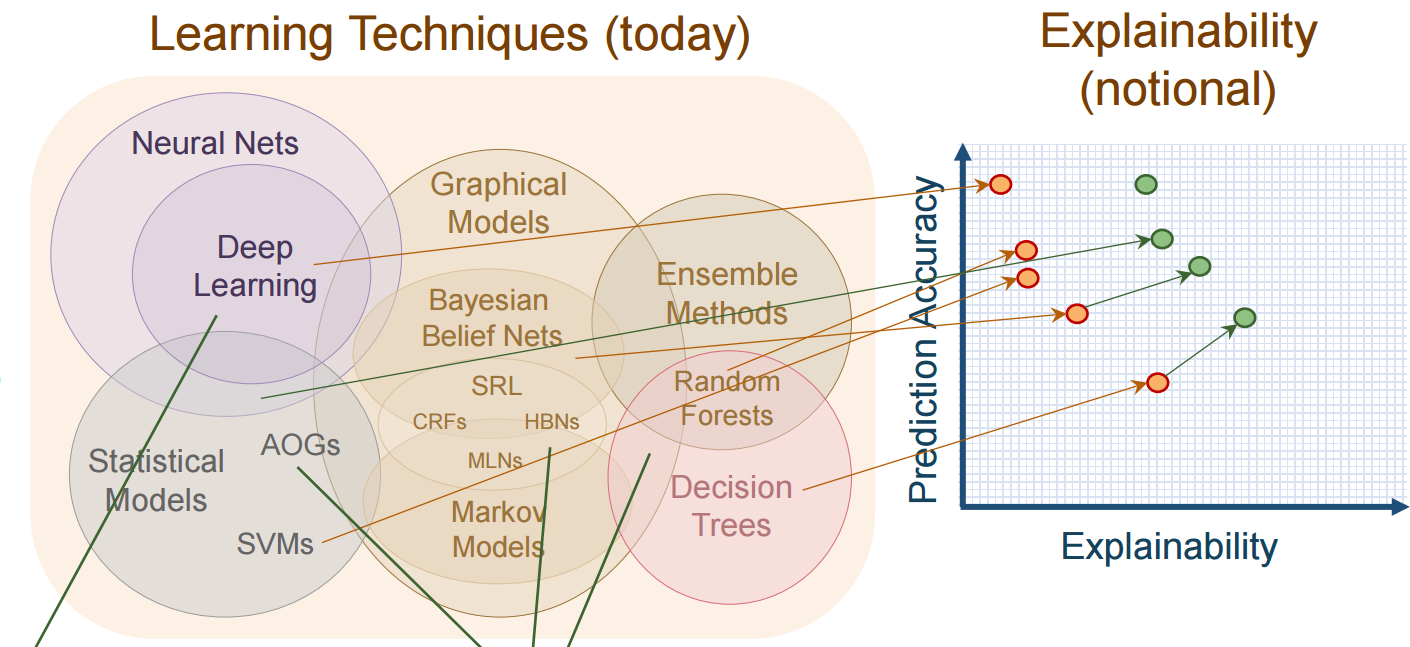 Learning Techniques (today)
Explainability
(notional)
Neural Nets
Graphical
Models
Deep
Learning
Ensemble
Methods
Bayesian
Belief Nets
SRL
Random
Forests
CRFs
HBNs
AOGs
MLNs
Statistical
Models
Decision
Trees
Markov
Models
SVMs
Prediction Accuracy
Explainability